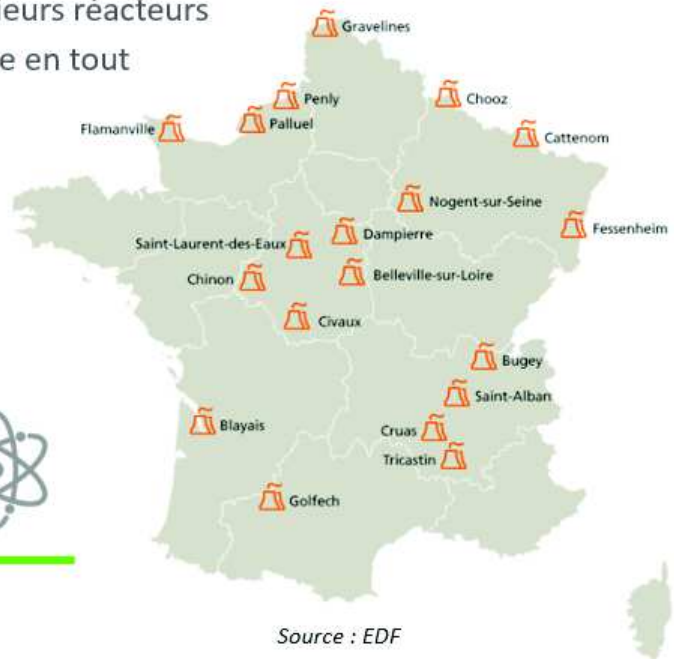 ieurs réacteurs
e en tout
Gravelines
Penly
Chooz
Palluel
Flamanville
Cattenom
Nogent-sur-Seine
Fessenheim
Dampierre
Saint-Laurent-des-Eaux
Belleville-sur-Loire
Chinon
Civaux
Bugey
Saint-Alban
Blayais
Cruas
Tricastin
Golfech
Source : EDF